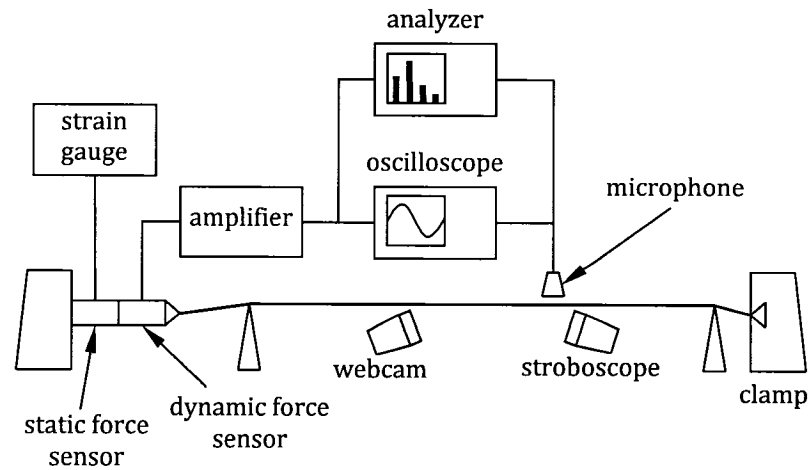 analyzer
strain
gauge
oscilloscope
microphone
amplifier
webcam
stroboscope
clamp
dynamic force
sensor
static force
sensor